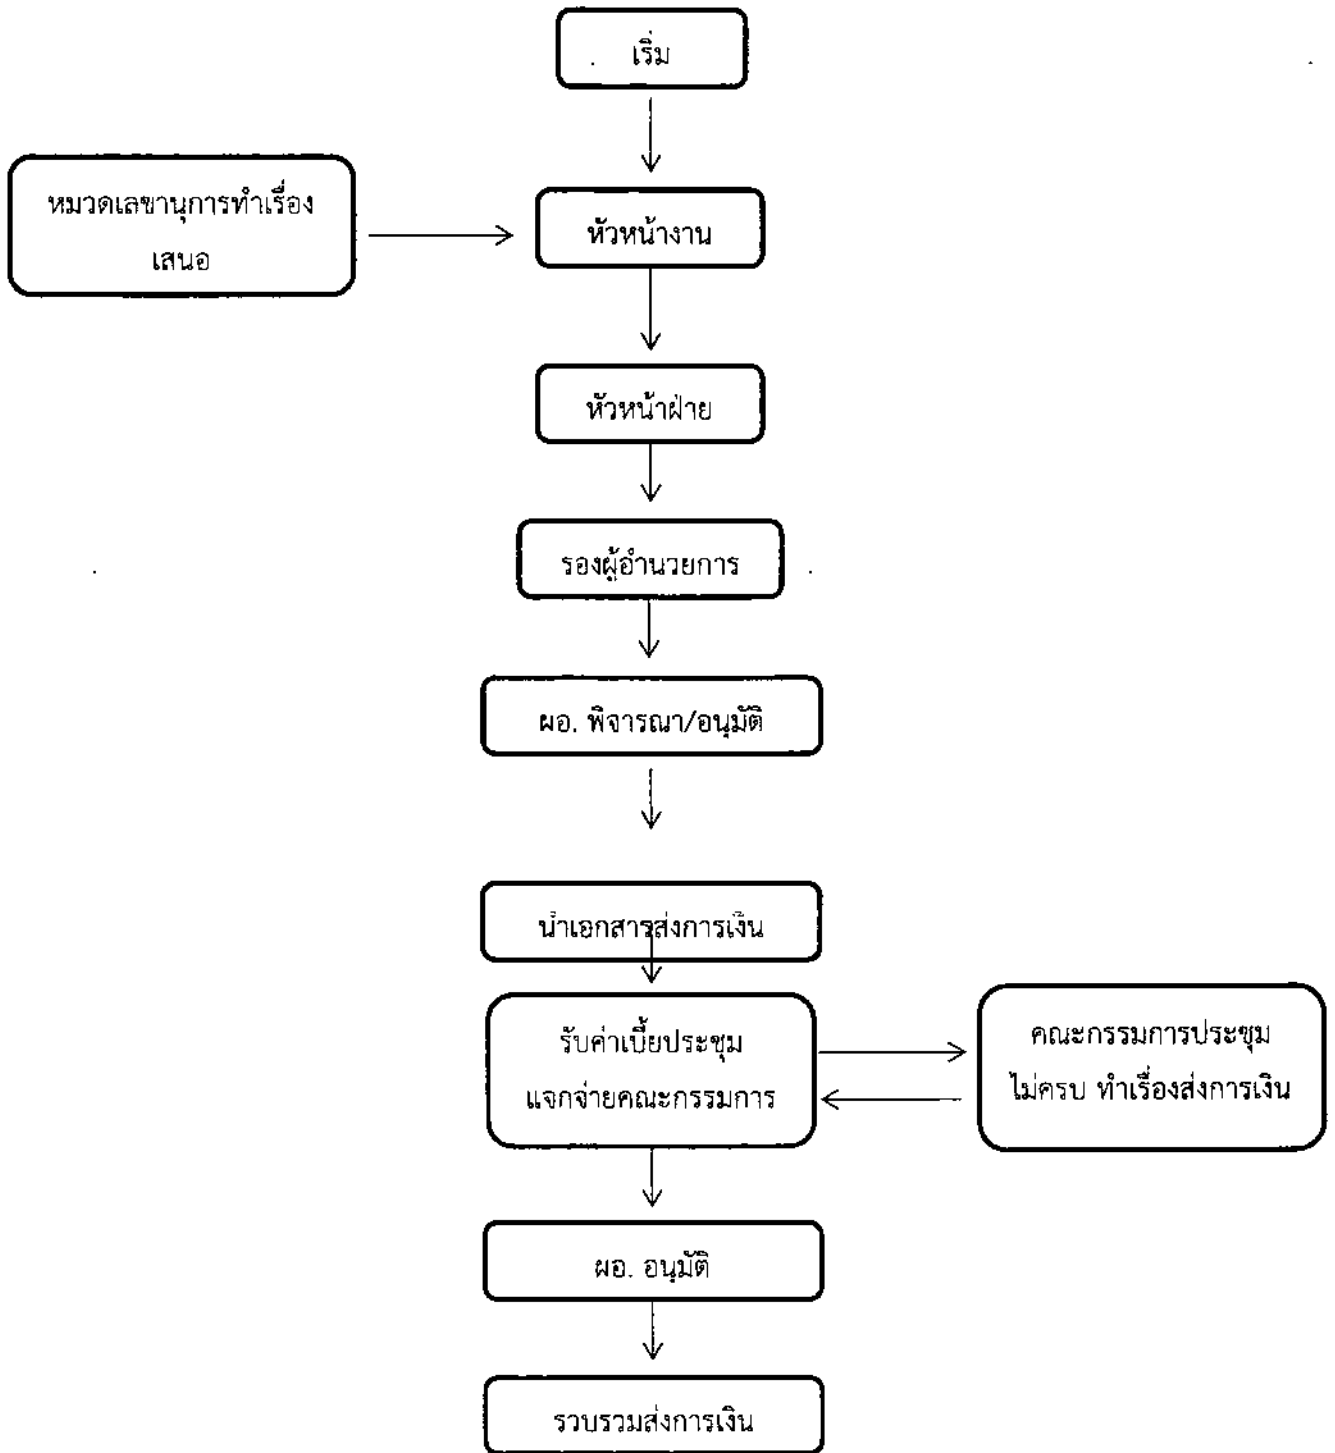 เริ่ม
หมวดเลขานุการทำเรื่อง
เสนอ
หัวหน้างาน
หัวหน้าฝ่าย
รองผู้อำนวยการ
ผอ. พิจารณา/อนุมัติ
นำเอกสารส่งการเงิน
รับค่าเบี้ยประชุม
แจกจ่ายคณะกรรมการ
คณะกรรมการประชุม
ไม่ครบ ทำเรื่องส่งการเงิน
ผอ. อนุมัติ
รวบรวมส่งการเงิน